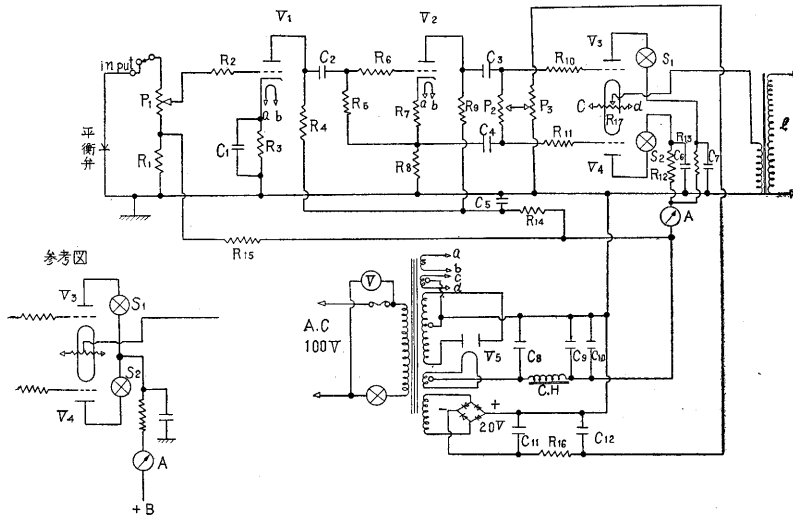 V1
V2
input
R2
C2
R6
C3
R10
V3
S1
P1
a b
R4
R5
R7
a b
R9
P2
P3
C
d
R17
l
平衡弁
R1
C1
R3
R8
C4
R11
S2
R13
C6
C7
R12
V4
C5
R14
A
R15
参考図
V3
S1
S2
V4
A
+B
V
A.C
100V
a
b
c
d
V5
C8
C9
C10
C.H
+
-
20V
C11
R16
C12